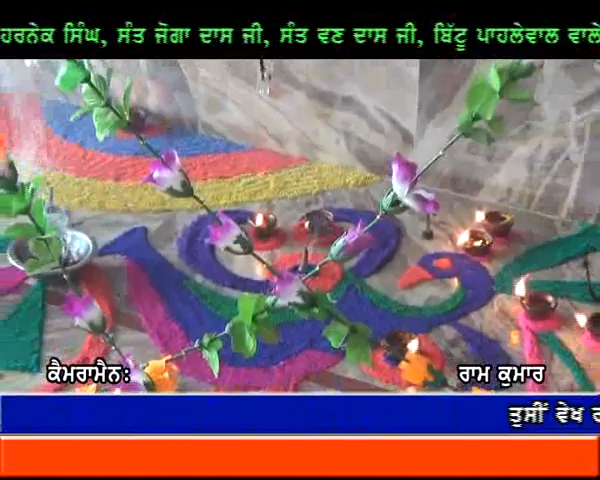 ਹਰਨੇਕ ਸਿੰਘ, ਸੰਤ ਜੋਗਾ ਦਾਸ ਜੀ, ਸੰਤ ਵਣ ਦਾਸ ਜੀ, ਬਿੱਟੂ ਪਾਹਲੇਵਾਲ ਵਾਲੇ
ਕੈਮਰਾਮੈਨ: ਰਾਮ ਕੁਮਾਰ
ਤੁਸੀਂ ਵੇਖ